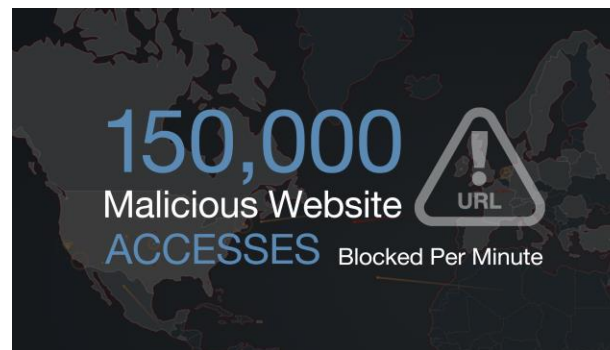 150,000
Malicious Website
ACCESSES Blocked Per Minute
!
URL